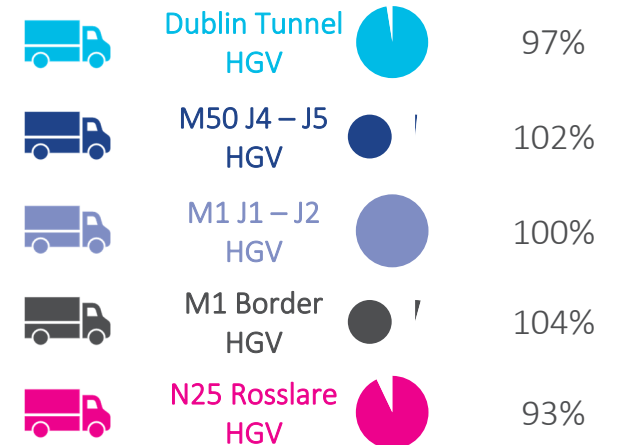 Dublin Tunnel
HGV
97%
M50 J4 – J5
HGV
102%
M1 J1 – J2
HGV
100%
M1 Border
HGV
104%
N25 Rosslare
HGV
93%